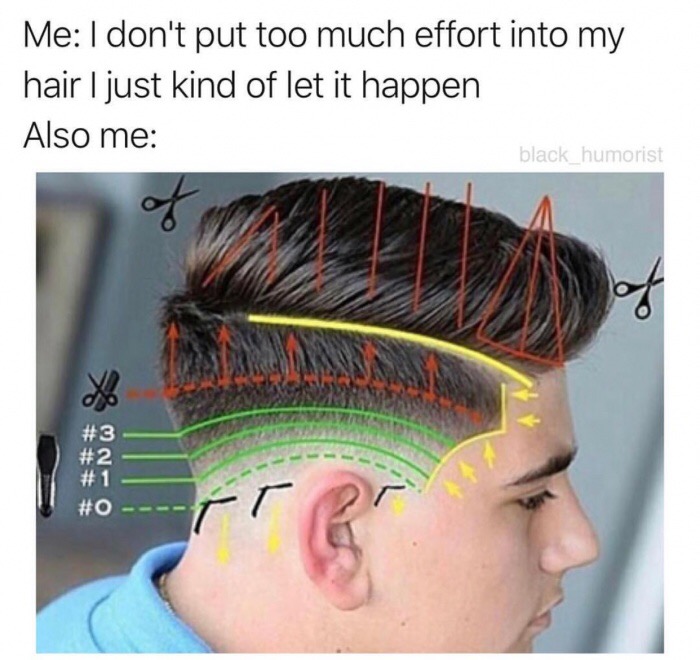 Me: I don't put too much effort into my
hair I just kind of let it happen
Also me:
black_humorist
#3
#2
#1
#0